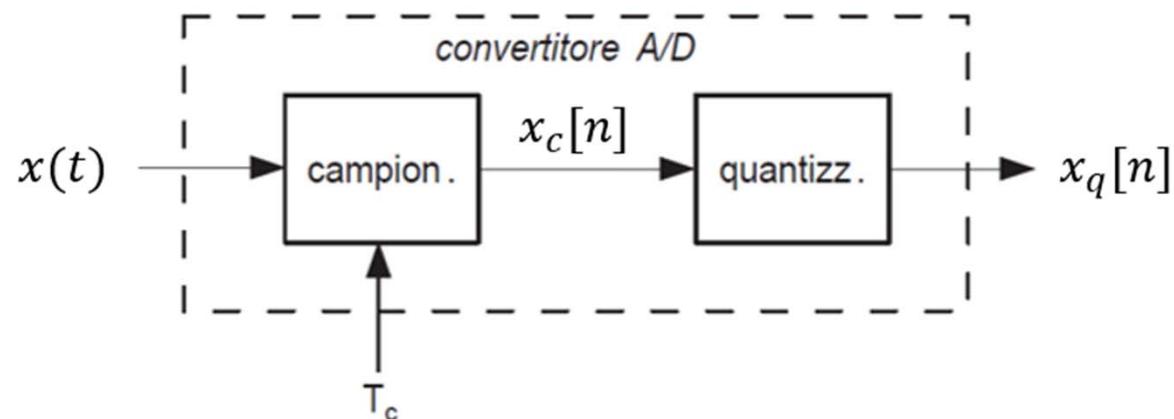 convertitore A/D
x(t)
campion.
x_c[n]
quantizz.
x_q[n]
T_c